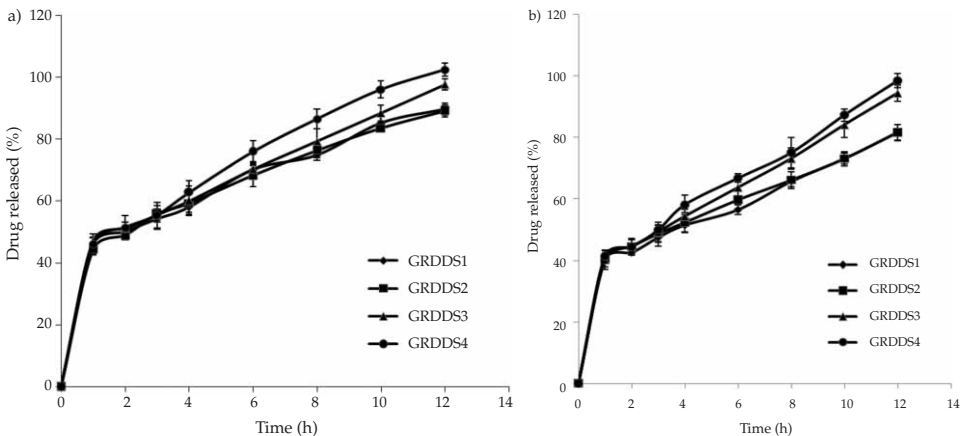 a)
120
100
80
60
40
20
0
Drug released (%)
0 2 4 6 8 10 12 14
Time (h)
GRDDS1
GRDDS2
GRDDS3
GRDDS4
b)
120
100
80
60
40
20
0
Drug released (%)
0 2 4 6 8 10 12 14
Time (h)
GRDDS1
GRDDS2
GRDDS3
GRDDS4